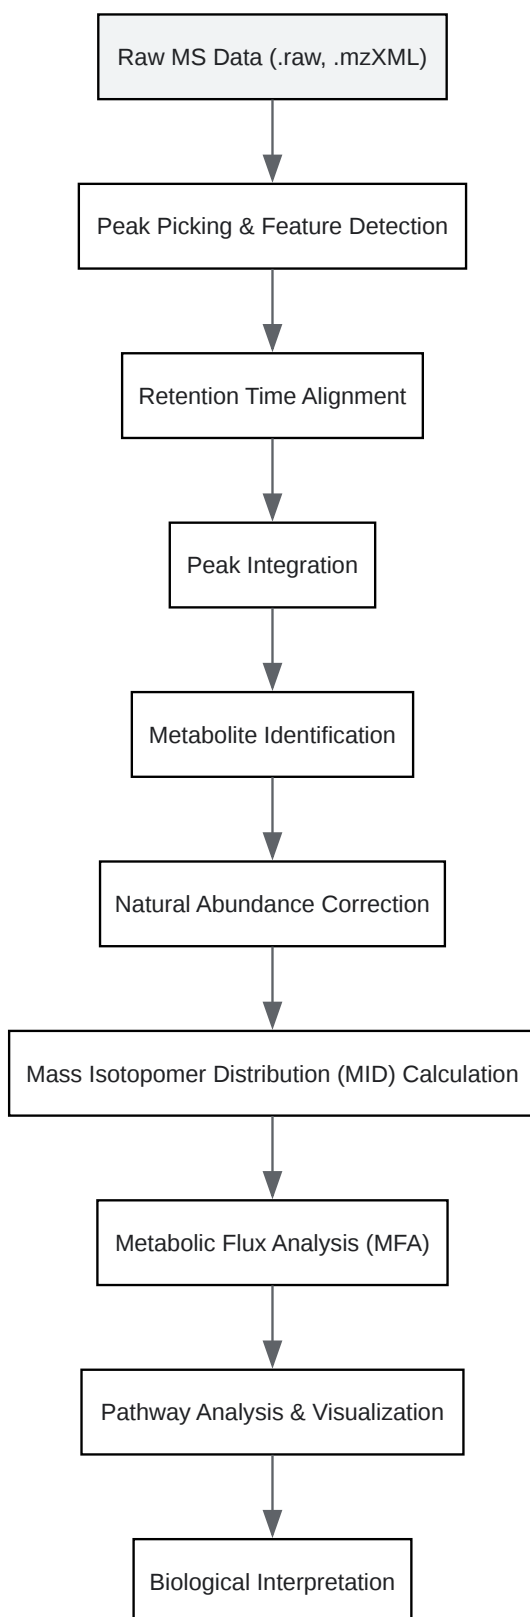 Raw MS Data (.raw, .mzXML)
Peak Picking & Feature Detection
Retention Time Alignment
Peak Integration
Metabolite Identification
Natural Abundance Correction
Mass Isotopomer Distribution (MID) Calculation
Metabolic Flux Analysis (MFA)
Pathway Analysis & Visualization
Biological Interpretation